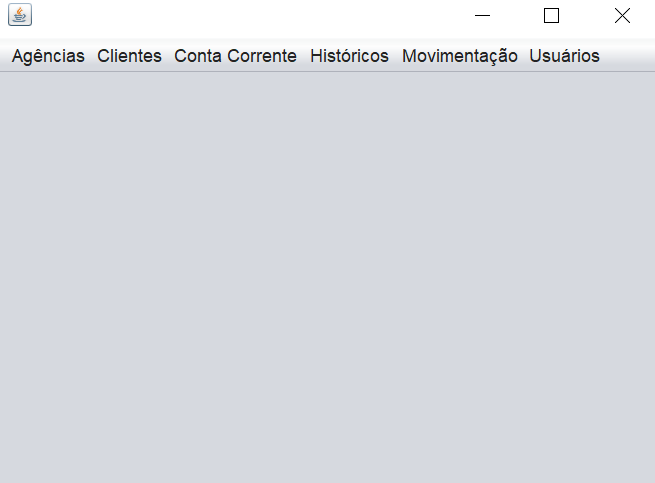 Agências Clientes Conta Corrente Históricos Movimentação Usuários